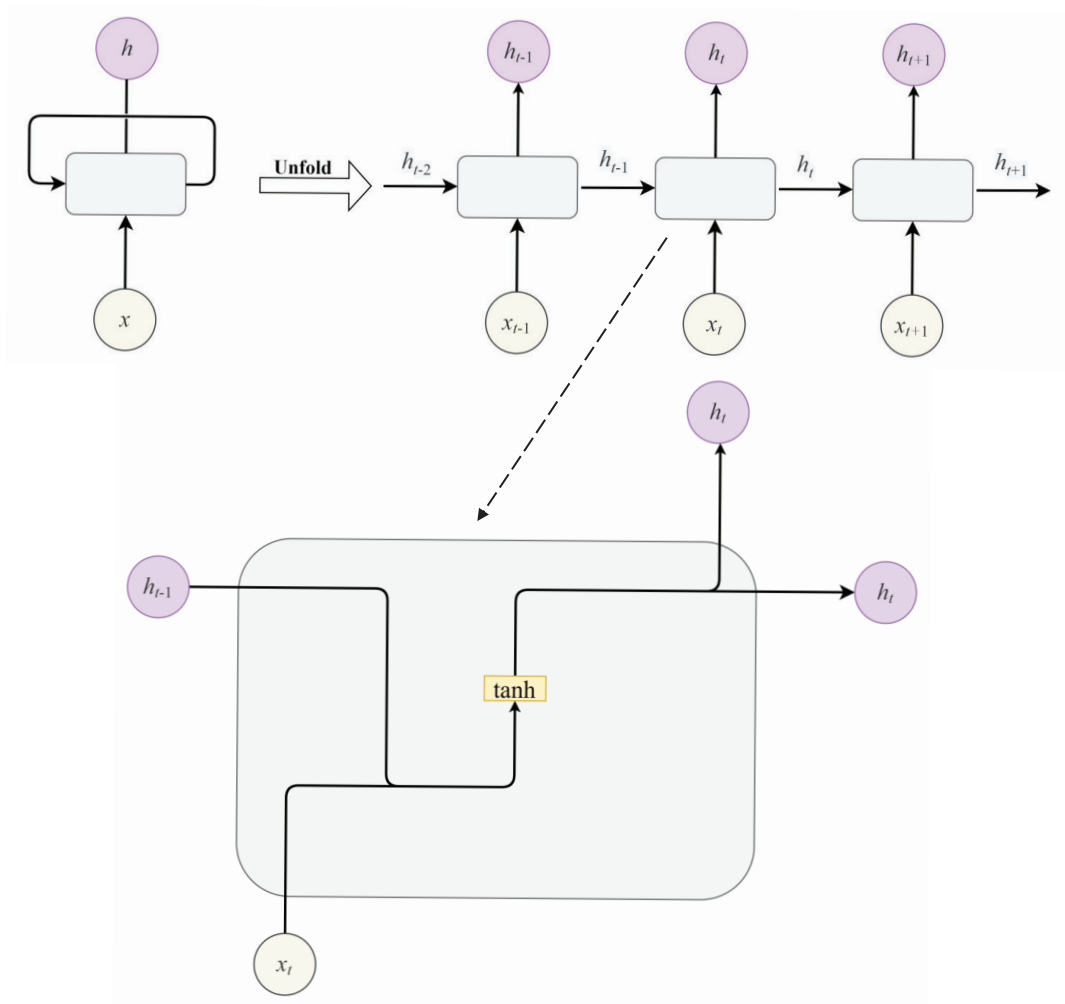 h
h_{t-1}
h_t
h_{t+1}
Unfold
h_{t-2}
h_{t-1}
h_t
h_{t+1}
x
x_{t-1}
x_t
x_{t+1}
h_t
h_{t-1}
h_t
tanh
x_t